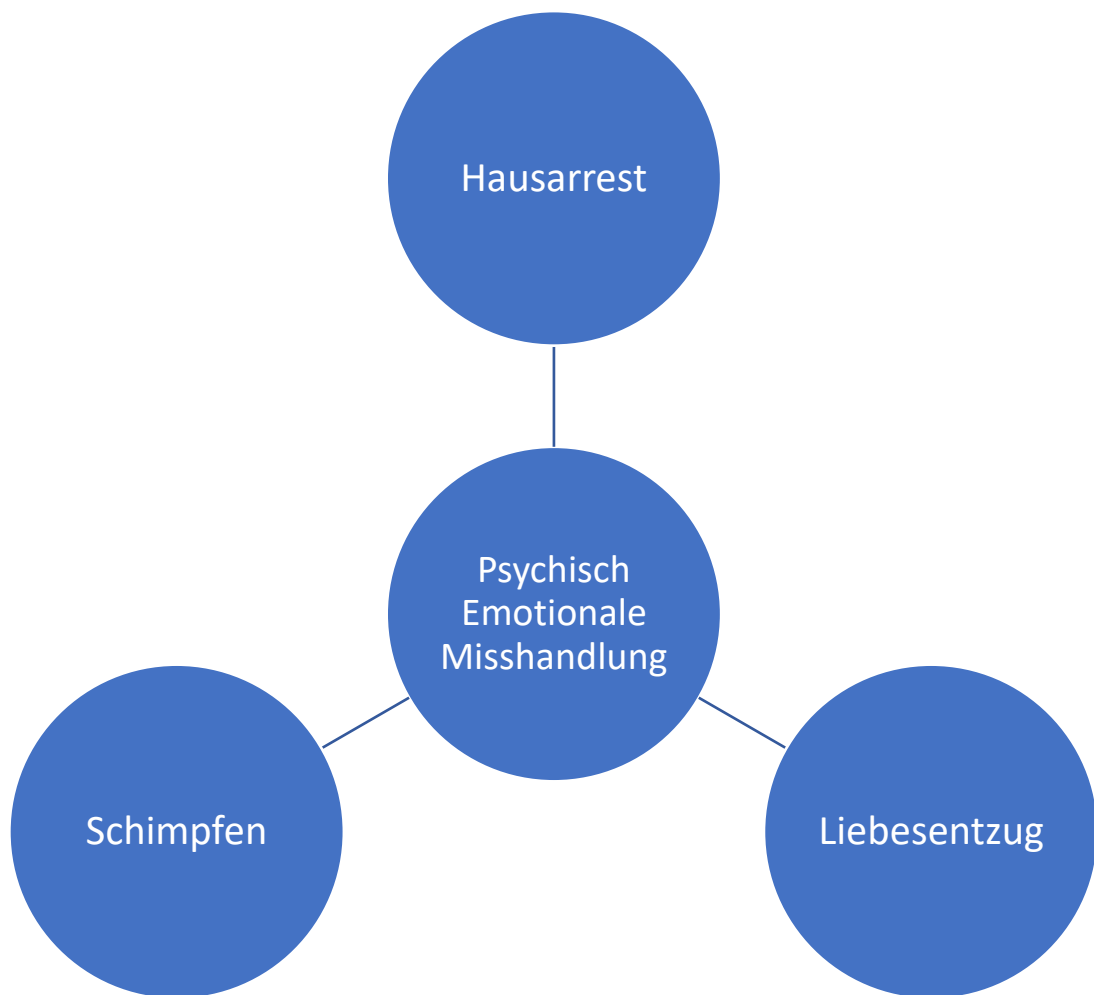 Hausarrest
Psychisch
Emotionale
Misshandlung
Schimpfen
Liebesentzug